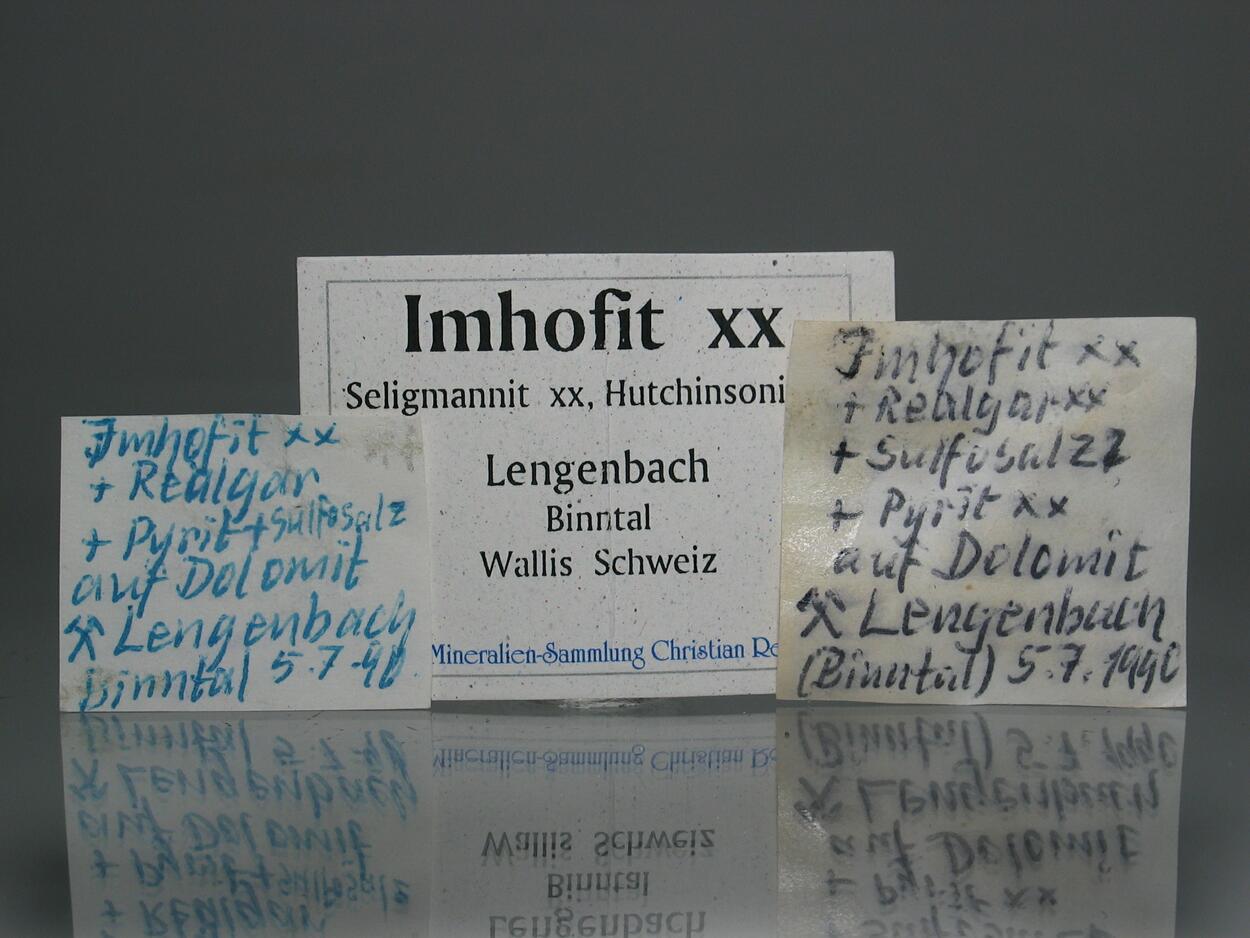 Imhofit xx
+ Realgar
+ Pyrit + Sulfosalz
auf Dolomit
⚒ Lengenbach
Binntal 5.7.90.
Imhofit xx
Seligmannit xx, Hutchinsoni
Lengenbach
Binntal
Wallis Schweiz
Mineralien-Sammlung Christian Re
Imhofit xx
+ Realgar xx
+ Sulfosalz
+ Pyrit xx
auf Dolomit
⚒ Lengenbach
(Binntal) 5.7.1990